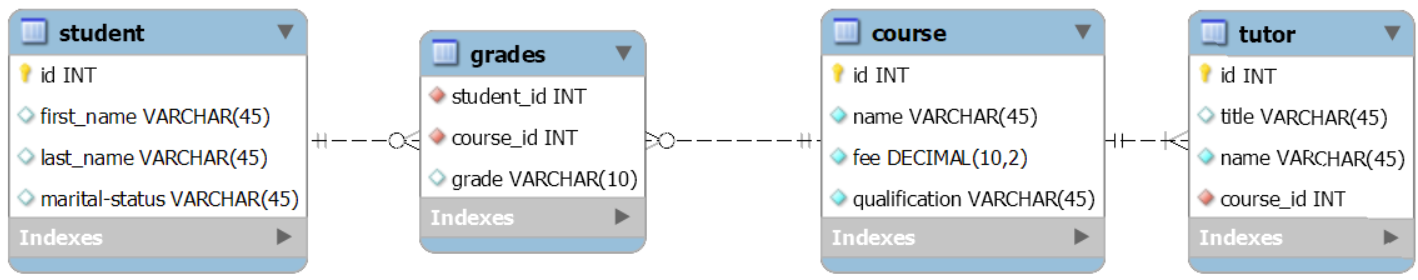 student
id INT
first_name VARCHAR(45)
last_name VARCHAR(45)
marital-status VARCHAR(45)
Indexes
grades
student_id INT
course_id INT
grade VARCHAR(10)
Indexes
course
id INT
name VARCHAR(45)
fee DECIMAL(10,2)
qualification VARCHAR(45)
Indexes
tutor
id INT
title VARCHAR(45)
name VARCHAR(45)
course_id INT
Indexes